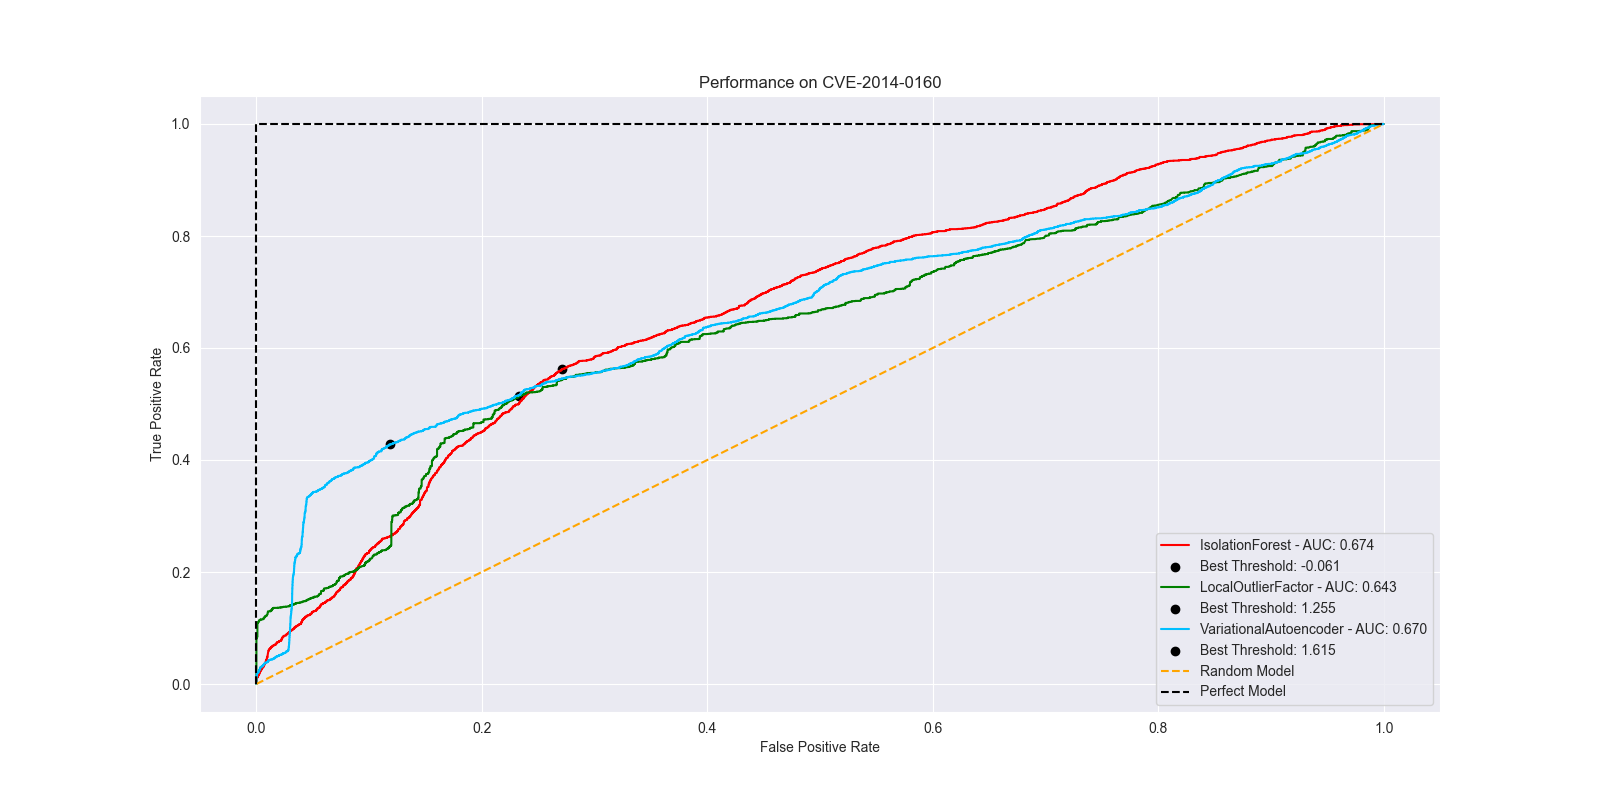 Performance on CVE-2014-0160
True Positive Rate
1.0
0.8
0.6
0.4
0.2
0.0
IsolationForest - AUC: 0.674
Best Threshold: -0.061
LocalOutlierFactor - AUC: 0.643
Best Threshold: 1.255
VariationalAutoencoder - AUC: 0.670
Best Threshold: 1.615
Random Model
Perfect Model
0.0 0.2 0.4 0.6 0.8 1.0
False Positive Rate